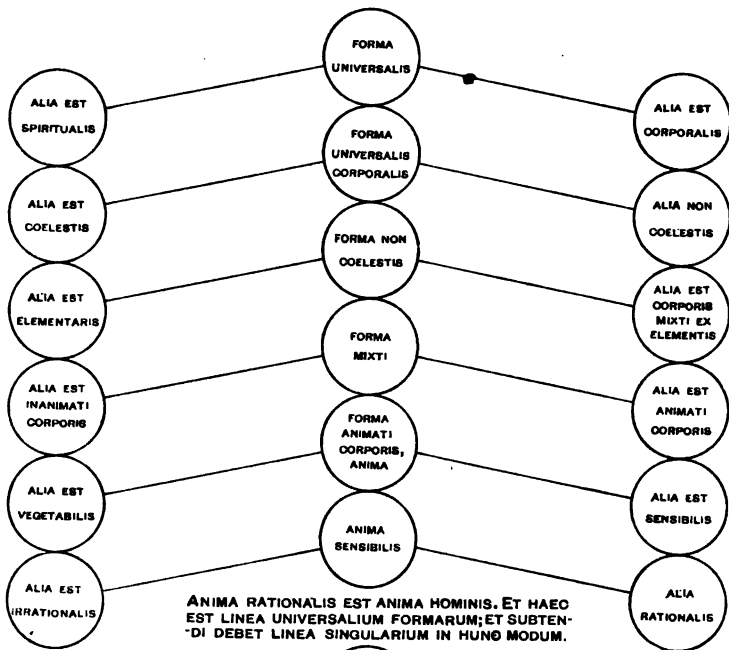 FORMA
UNIVERSALIS
ALIA EST
SPIRITUALIS
ALIA EST
CORPORALIS
FORMA
UNIVERSALIS
CORPORALIS
ALIA EST
COELESTIS
ALIA NON
COELESTIS
FORMA NON
COELESTIS
ALIA EST
ELEMENTARIS
ALIA EST
CORPORIS
MIXTI EX
ELEMENTIS
FORMA
MIXTI
ALIA EST
INANIMATI
CORPORIS
ALIA EST
ANIMATI
CORPORIS
FORMA
ANIMATI
CORPORIS,
ANIMA
ALIA EST
VEGETABILIS
ALIA EST
SENSIBILIS
ANIMA
SENSIBILIS
ALIA EST
IRRATIONALIS
ALIA
RATIONALIS
ANIMA RATIONALIS EST ANIMA HOMINIS. ET HAEC
EST LINEA UNIVERSALIUM FORMARUM; ET SUBTEN-
-DI DEBET LINEA SINGULARIUM IN HUNC MODUM.